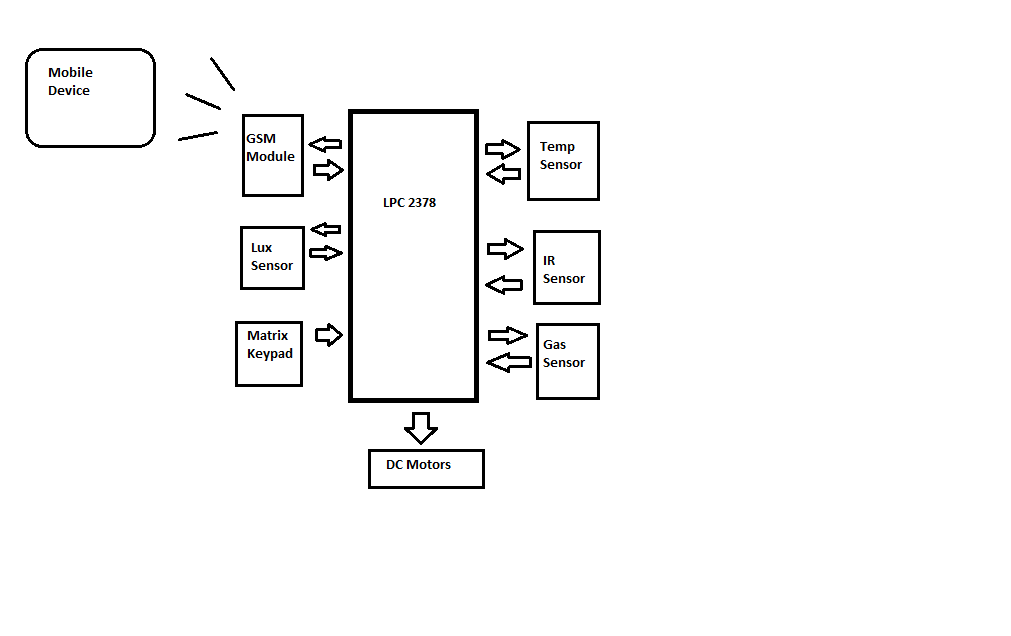 Mobile
Device
GSM
Module
LPC 2378
Temp
Sensor
Lux
Sensor
IR
Sensor
Matrix
Keypad
Gas
Sensor
DC Motors